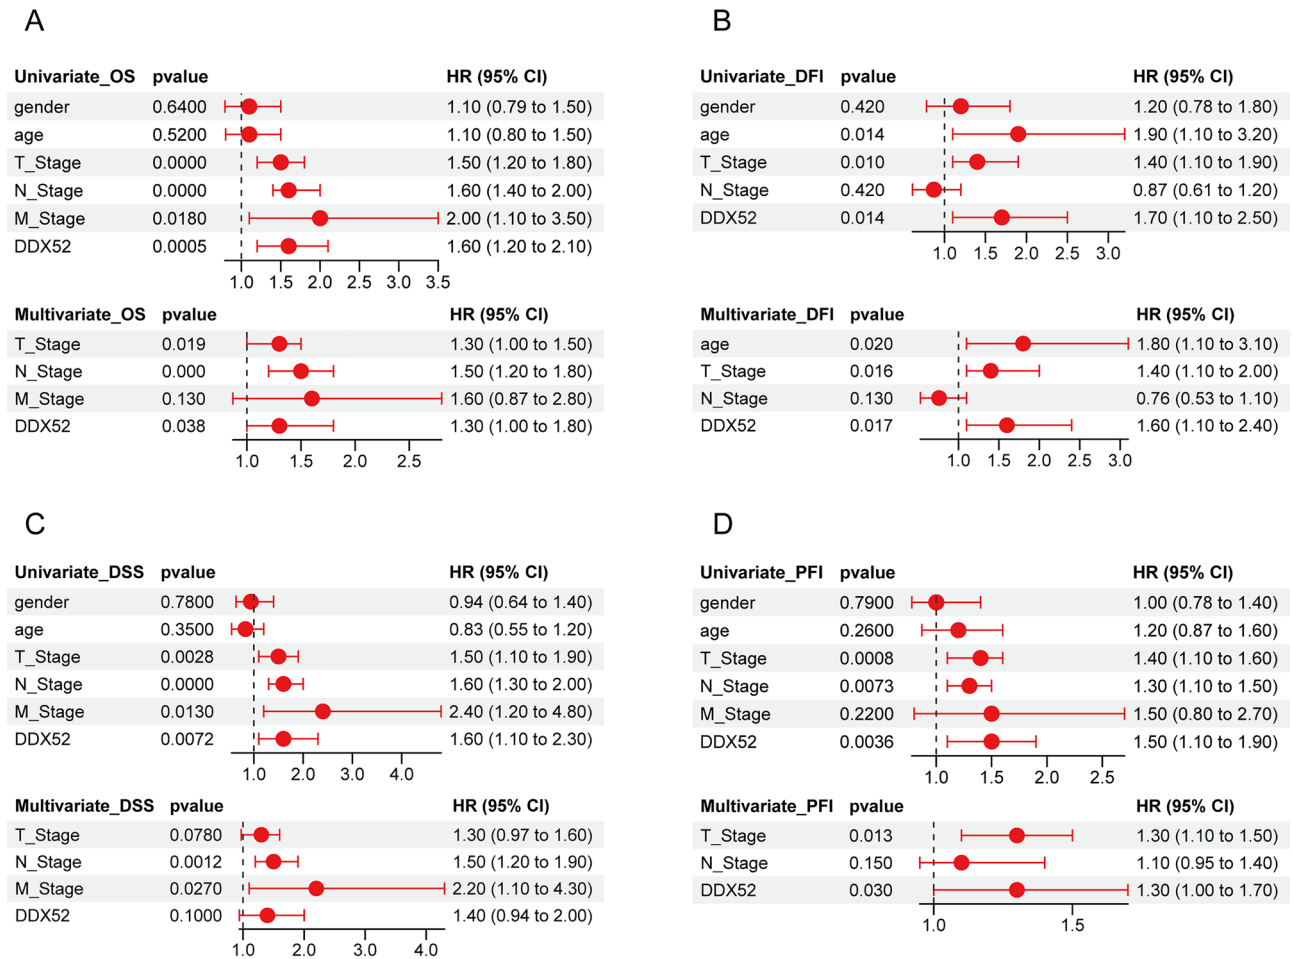 A
Univariate_OS pvalue HR (95% CI)
gender 0.6400 1.10 (0.79 to 1.50)
age 0.5200 1.10 (0.80 to 1.50)
T_Stage 0.0000 1.50 (1.20 to 1.80)
N_Stage 0.0000 1.60 (1.40 to 2.00)
M_Stage 0.0180 2.00 (1.10 to 3.50)
DDX52 0.0005 1.60 (1.20 to 2.10)
1.0 1.5 2.0 2.5 3.0 3.5
Multivariate_OS pvalue HR (95% CI)
T_Stage 0.019 1.30 (1.00 to 1.50)
N_Stage 0.000 1.50 (1.20 to 1.80)
M_Stage 0.130 1.60 (0.87 to 2.80)
DDX52 0.038 1.30 (1.00 to 1.80)
1.0 1.5 2.0 2.5
B
Univariate_DFI pvalue HR (95% CI)
gender 0.420 1.20 (0.78 to 1.80)
age 0.014 1.90 (1.10 to 3.20)
T_Stage 0.010 1.40 (1.10 to 1.90)
N_Stage 0.420 0.87 (0.61 to 1.20)
DDX52 0.014 1.70 (1.10 to 2.50)
1.0 1.5 2.0 2.5 3.0
Multivariate_DFI pvalue HR (95% CI)
age 0.020 1.80 (1.10 to 3.10)
T_Stage 0.016 1.40 (1.10 to 2.00)
N_Stage 0.130 0.76 (0.53 to 1.10)
DDX52 0.017 1.60 (1.10 to 2.40)
1.0 1.5 2.0 2.5 3.0
C
Univariate_DSS pvalue HR (95% CI)
gender 0.7800 0.94 (0.64 to 1.40)
age 0.3500 0.83 (0.55 to 1.20)
T_Stage 0.0028 1.50 (1.10 to 1.90)
N_Stage 0.0000 1.60 (1.30 to 2.00)
M_Stage 0.0130 2.40 (1.20 to 4.80)
DDX52 0.0072 1.60 (1.10 to 2.30)
1.0 2.0 3.0 4.0
Multivariate_DSS pvalue HR (95% CI)
T_Stage 0.0780 1.30 (0.97 to 1.60)
N_Stage 0.0012 1.50 (1.20 to 1.90)
M_Stage 0.0270 2.20 (1.10 to 4.30)
DDX52 0.1000 1.40 (0.94 to 2.00)
1.0 2.0 3.0 4.0
D
Univariate_PFI pvalue HR (95% CI)
gender 0.7900 1.00 (0.78 to 1.40)
age 0.2600 1.20 (0.87 to 1.60)
T_Stage 0.0008 1.40 (1.10 to 1.60)
N_Stage 0.0073 1.30 (1.10 to 1.50)
M_Stage 0.2200 1.50 (0.80 to 2.70)
DDX52 0.0036 1.50 (1.10 to 1.90)
1.0 1.5 2.0 2.5
Multivariate_PFI pvalue HR (95% CI)
T_Stage 0.013 1.30 (1.10 to 1.50)
N_Stage 0.150 1.10 (0.95 to 1.40)
DDX52 0.030 1.30 (1.00 to 1.70)
1.0 1.5